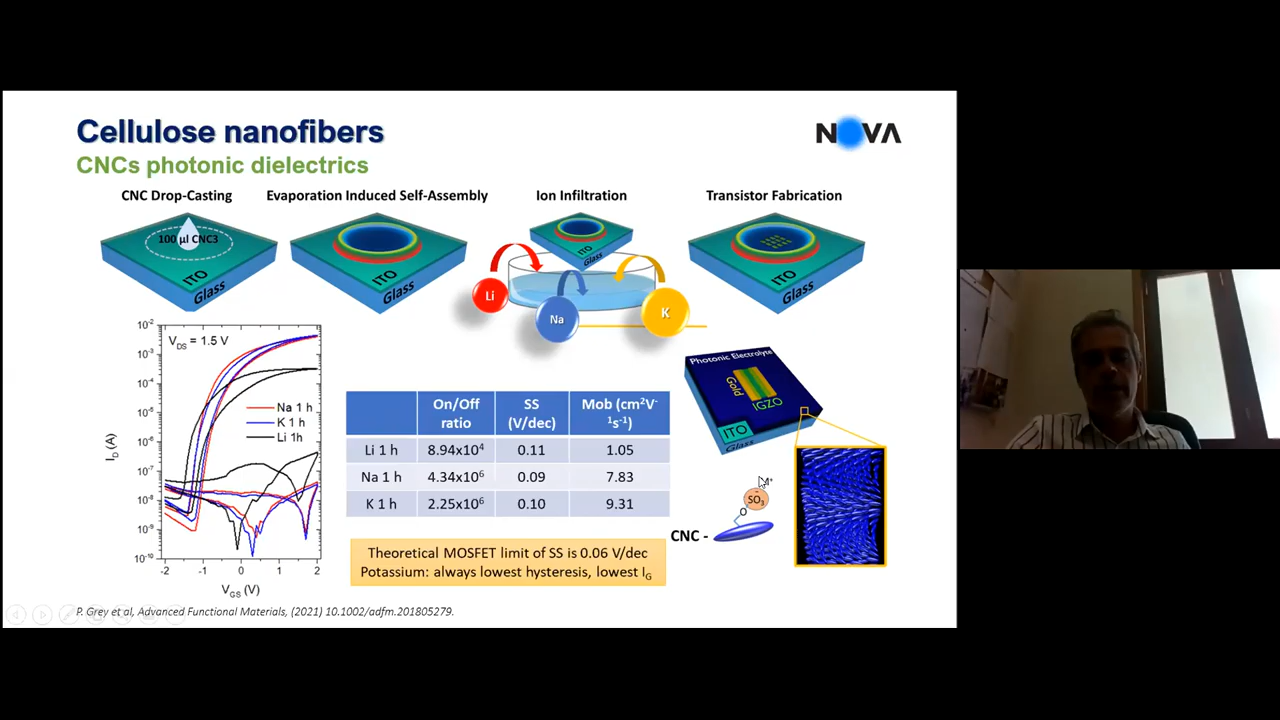 Cellulose nanofibers
NOVA
CNCs photonic dielectrics
CNC Drop-Casting
Evaporation Induced Self-Assembly
Ion Infiltration
Transistor Fabrication
100 µl CNC3
ITO
Glass
ITO
Glass
ITO
Glass
Li
Na
K
ITO
Glass
10⁻²
10⁻³
10⁻⁴
10⁻⁵
10⁻⁶
10⁻⁷
10⁻⁸
10⁻⁹
10⁻¹⁰
I_D (A)
V_DS = 1.5 V
Na 1 h
K 1 h
Li 1h
-2 -1 0 1 2
V_GS (V)
On/Off ratio SS (V/dec) Mob (cm²V⁻
¹s⁻¹)
Li 1 h 8.94x10⁴ 0.11 1.05
Na 1 h 4.34x10⁶ 0.09 7.83
K 1 h 2.25x10⁶ 0.10 9.31
Theoretical MOSFET limit of SS is 0.06 V/dec
Potassium: always lowest hysteresis, lowest I_G
Photonic Electrolyte
Gold
IGZO
ITO
Glass
SO₃
O
CNC -
P. Grey et al, Advanced Functional Materials, (2021) 10.1002/adfm.201805279.